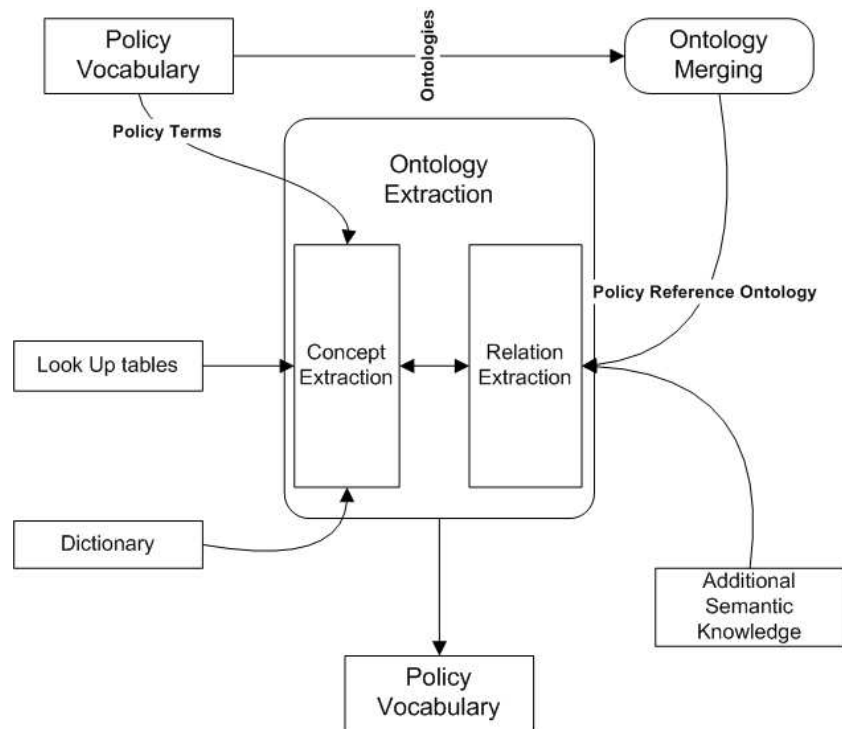 Policy
Vocabulary
Ontologies
Ontology
Merging
Policy Terms
Ontology
Extraction
Policy Reference Ontology
Look Up tables
Concept
Extraction
Relation
Extraction
Dictionary
Additional
Semantic
Knowledge
Policy
Vocabulary